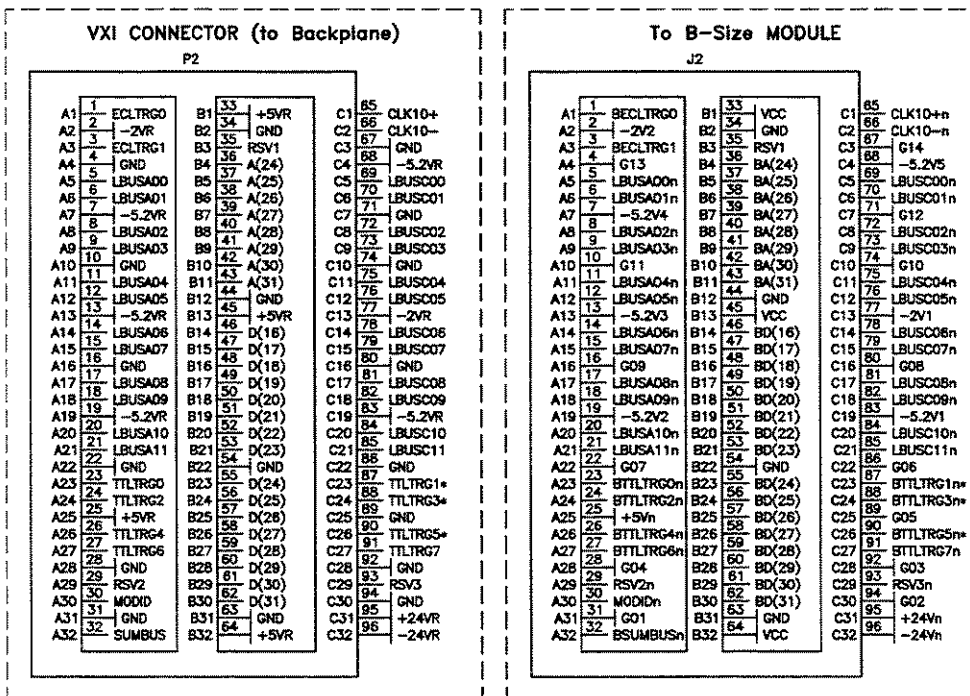 VXI CONNECTOR (to Backplane)
P2
A1 1 ECLTRG0
A2 2 -2VR
A3 3 ECLTRG1
A4 4 GND
A5 5 LBUSA00
A6 6 LBUSA01
A7 7 -5.2VR
A8 8 LBUSA02
A9 9 LBUSA03
A10 10 GND
A11 11 LBUSA04
A12 12 LBUSA05
A13 13 -5.2VR
A14 14 LBUSA06
A15 15 LBUSA07
A16 16 GND
A17 17 LBUSA08
A18 18 LBUSA09
A19 19 -5.2VR
A20 20 LBUSA10
A21 21 LBUSA11
A22 22 GND
A23 23 TTLTRG0
A24 24 TTLTRG2
A25 25 +5VR
A26 26 TTLTRG4
A27 27 TTLTRG6
A28 28 GND
A29 29 RSV2
A30 30 MODID
A31 31 GND
A32 32 SUMBUS
B1 33 +5VR
B2 34 GND
B3 35 RSV1
B4 36 A(24)
B5 37 A(25)
B6 38 A(26)
B7 39 A(27)
B8 40 A(28)
B9 41 A(29)
B10 42 A(30)
B11 43 A(31)
B12 44 GND
B13 45 +5VR
B14 46 D(16)
B15 47 D(17)
B16 48 D(18)
B17 49 D(19)
B18 50 D(20)
B19 51 D(21)
B20 52 D(22)
B21 53 D(23)
B22 54 GND
B23 55 D(24)
B24 56 D(25)
B25 57 D(26)
B26 58 D(27)
B27 59 D(28)
B28 60 D(29)
B29 61 D(30)
B30 62 D(31)
B31 63 GND
B32 64 +5VR
C1 65 CLK10+
C2 66 CLK10-
C3 67 GND
C4 68 -5.2VR
C5 69 LBUSC00
C6 70 LBUSC01
C7 71 GND
C8 72 LBUSC02
C9 73 LBUSC03
C10 74 GND
C11 75 LBUSC04
C12 76 LBUSC05
C13 77 -2VR
C14 78 LBUSC06
C15 79 LBUSC07
C16 80 GND
C17 81 LBUSC08
C18 82 LBUSC09
C19 83 -5.2VR
C20 84 LBUSC10
C21 85 LBUSC11
C22 86 GND
C23 87 TTLTRG1*
C24 88 TTLTRG3*
C25 89 GND
C26 90 TTLTRG5*
C27 91 TTLTRG7
C28 92 GND
C29 93 RSV3
C30 94 GND
C31 95 +24VR
C32 96 -24VR
To B-Size MODULE
J2
A1 1 BECLTRG0
A2 2 -2V2
A3 3 BECLTRG1
A4 4 G13
A5 5 LBUSA00n
A6 6 LBUSA01n
A7 7 -5.2V4
A8 8 LBUSA02n
A9 9 LBUSA03n
A10 10 G11
A11 11 LBUSA04n
A12 12 LBUSA05n
A13 13 -5.2V3
A14 14 LBUSA06n
A15 15 LBUSA07n
A16 16 G09
A17 17 LBUSA08n
A18 18 LBUSA09n
A19 19 -5.2V2
A20 20 LBUSA10n
A21 21 LBUSA11n
A22 22 G07
A23 23 BTTLTRG0n
A24 24 BTTLTRG2n
A25 25 +5Vn
A26 26 BTTLTRG4n
A27 27 BTTLTRG6n
A28 28 G04
A29 29 RSV2n
A30 30 MODIDn
A31 31 G01
A32 32 BSUMBUSn
B1 33 VCC
B2 34 GND
B3 35 RSV1
B4 36 BA(24)
B5 37 BA(25)
B6 38 BA(26)
B7 39 BA(27)
B8 40 BA(28)
B9 41 BA(29)
B10 42 BA(30)
B11 43 BA(31)
B12 44 GND
B13 45 VCC
B14 46 BD(16)
B15 47 BD(17)
B16 48 BD(18)
B17 49 BD(19)
B18 50 BD(20)
B19 51 BD(21)
B20 52 BD(22)
B21 53 BD(23)
B22 54 GND
B23 55 BD(24)
B24 56 BD(25)
B25 57 BD(26)
B26 58 BD(27)
B27 59 BD(28)
B28 60 BD(29)
B29 61 BD(30)
B30 62 BD(31)
B31 63 GND
B32 64 VCC
C1 65 CLK10+n
C2 66 CLK10-n
C3 67 G14
C4 68 -5.2V5
C5 69 LBUSC00n
C6 70 LBUSC01n
C7 71 G12
C8 72 LBUSC02n
C9 73 LBUSC03n
C10 74 G10
C11 75 LBUSC04n
C12 76 LBUSC05n
C13 77 -2V1
C14 78 LBUSC06n
C15 79 LBUSC07n
C16 80 G08
C17 81 LBUSC08n
C18 82 LBUSC09n
C19 83 -5.2V1
C20 84 LBUSC10n
C21 85 LBUSC11n
C22 86 G06
C23 87 BTTLTRG1n*
C24 88 BTTLTRG3n*
C25 89 G05
C26 90 BTTLTRG5n*
C27 91 BTTLTRG7n
C28 92 G03
C29 93 RSV3n
C30 94 G02
C31 95 +24Vn
C32 96 -24Vn